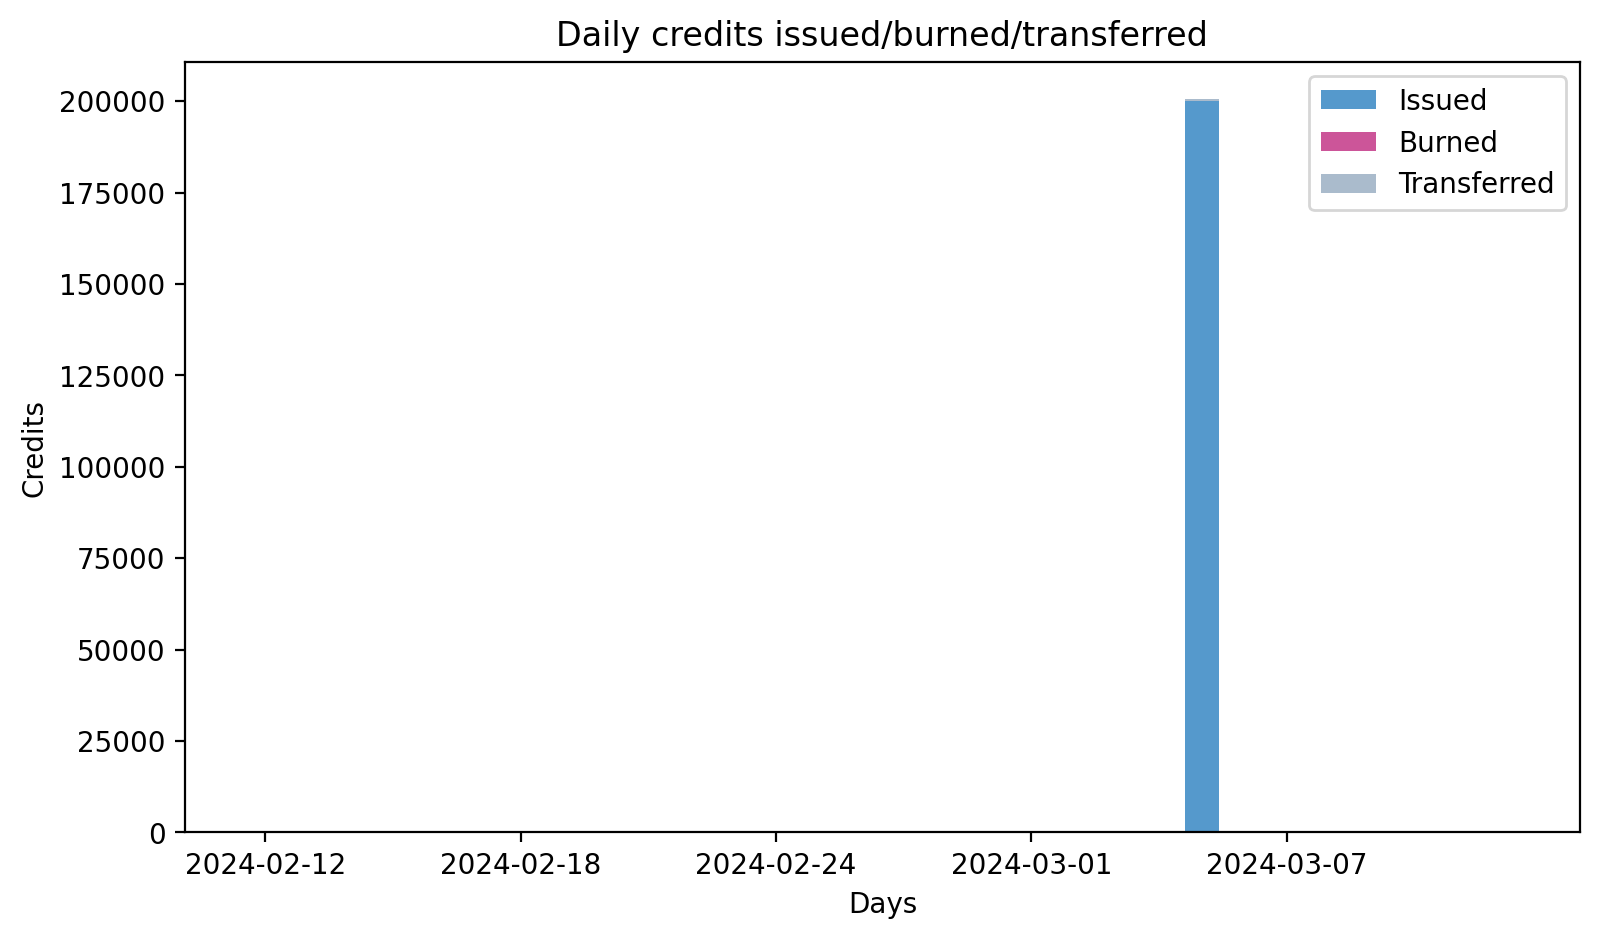 Daily credits issued/burned/transferred
Issued
Burned
Transferred
200000
175000
150000
125000
100000
75000
50000
25000
0
Credits
2024-02-12
2024-02-18
2024-02-24
2024-03-01
2024-03-07
Days